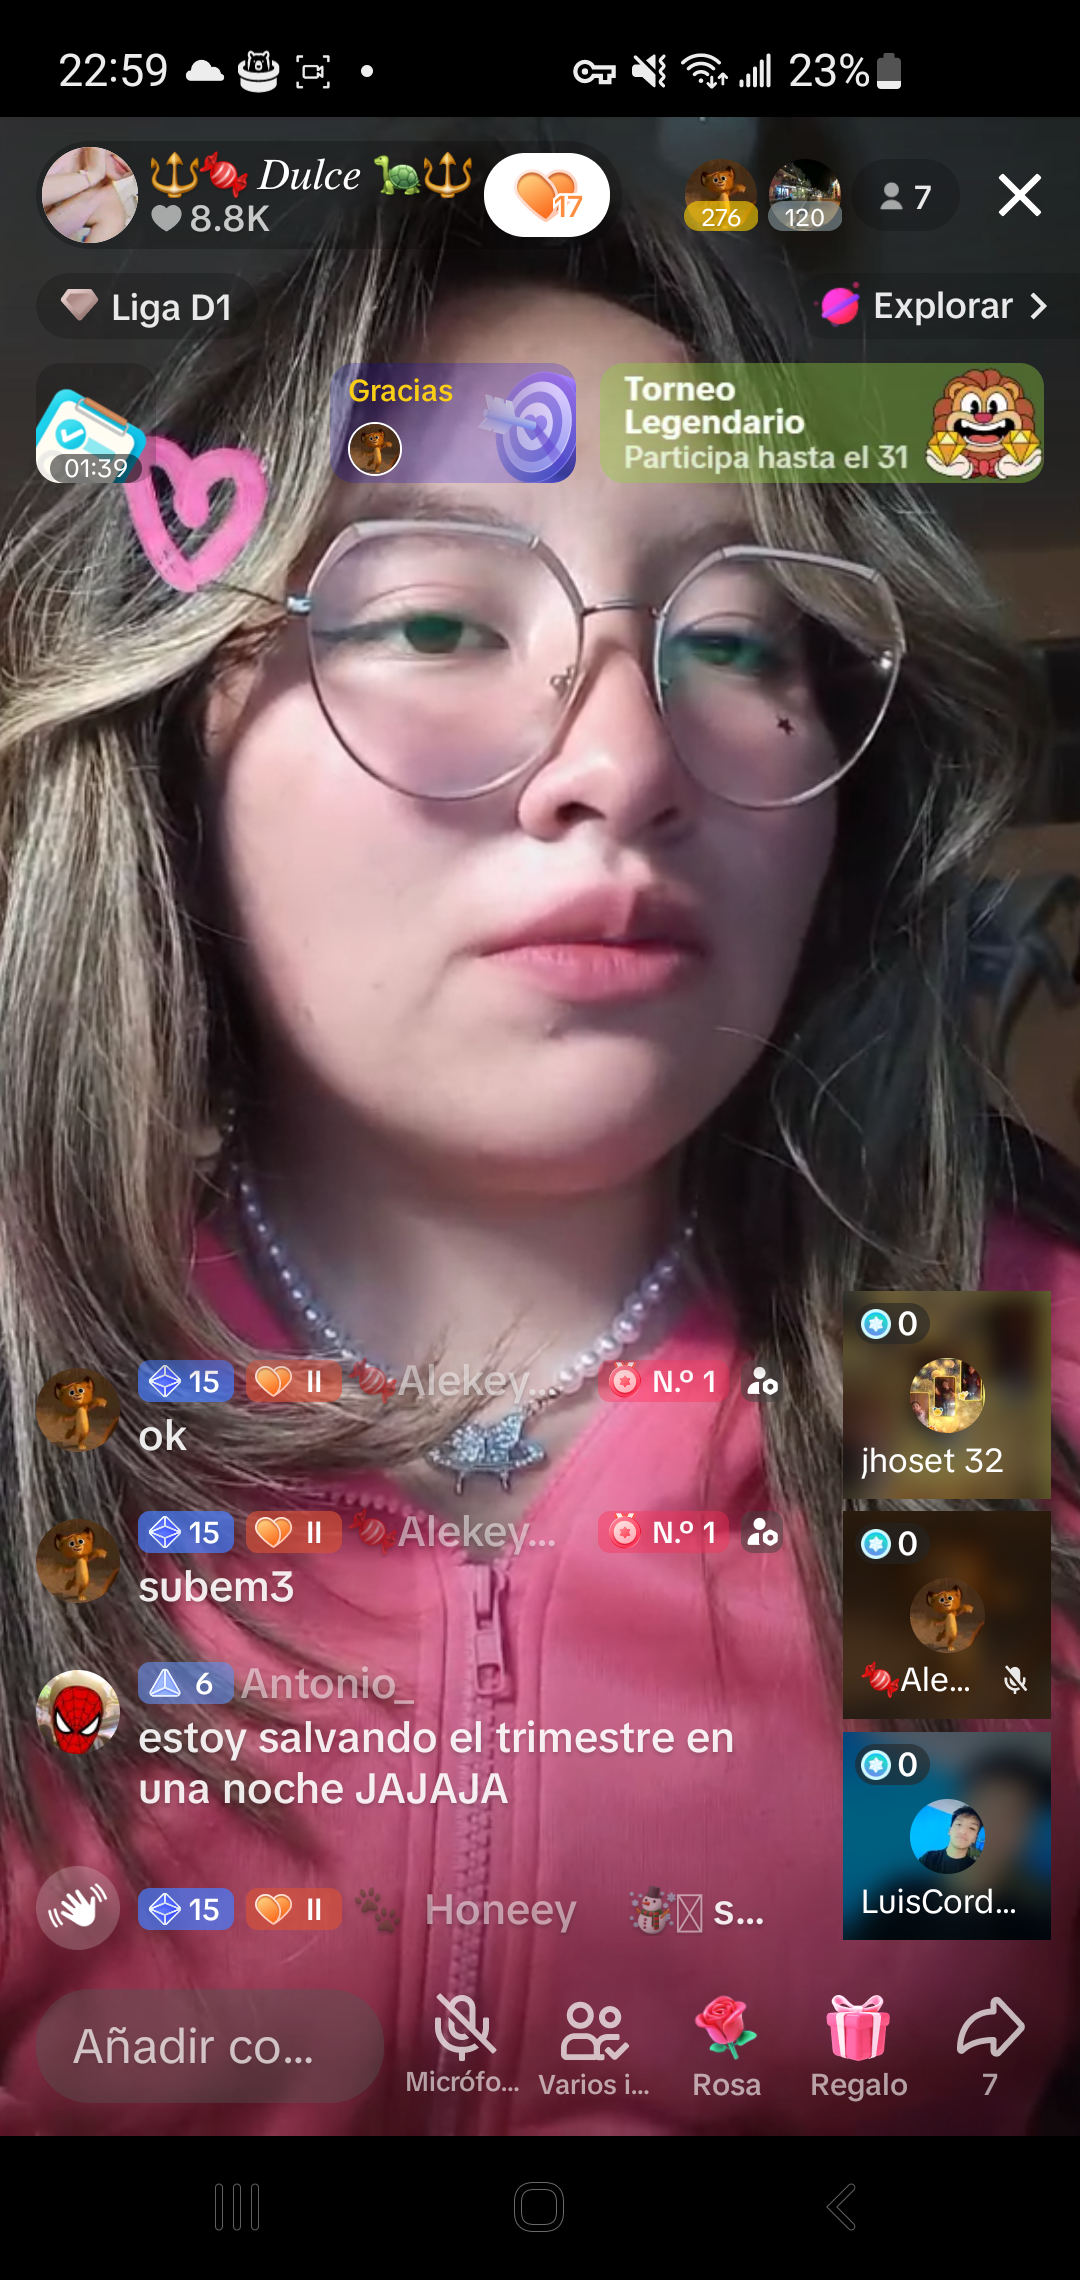 22:59 23%
🔱🍬 Dulce 🐢🔱
8.8K
17
276
120
7
Liga D1
Explorar
01:39
Gracias
Torneo
Legendario
Participa hasta el 31
15 II 🍬Alekey... N.º 1
ok
15 II 🍬Alekey... N.º 1
subem3
6 Antonio_
estoy salvando el trimestre en
una noche JAJAJA
15 II 🐾 Honeey ☃️ s...
0
jhoset 32
0
🍬Ale...
0
LuisCord...
Añadir co...
Micrófo...
Varios i...
Rosa
Regalo
7